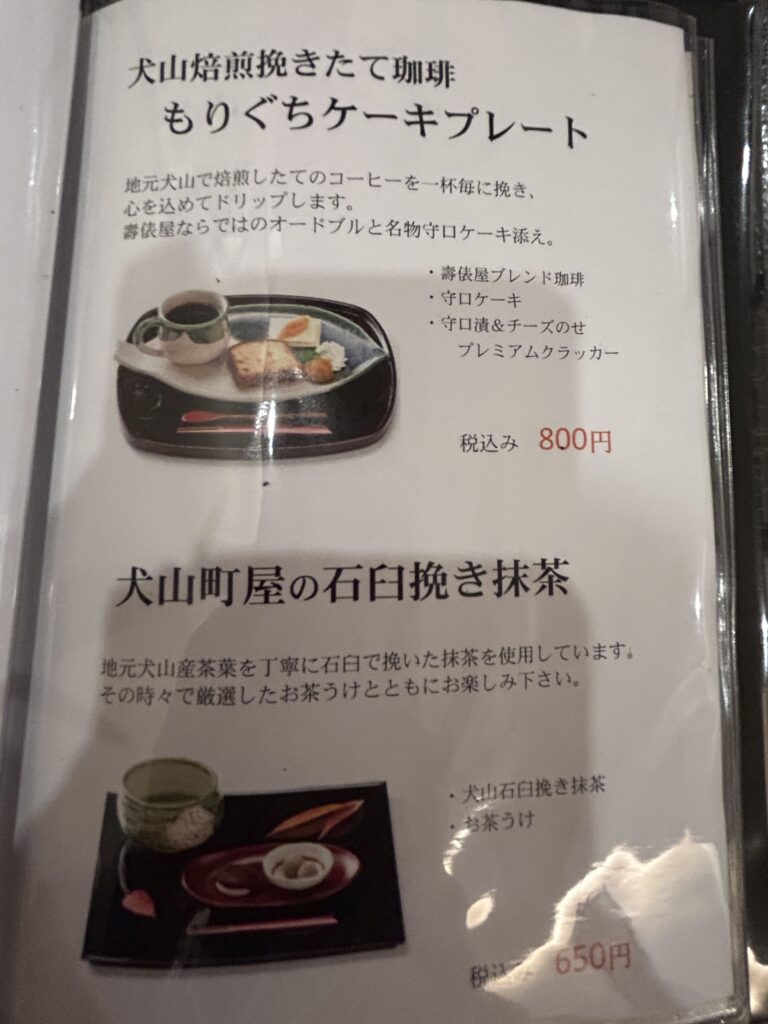 犬山焙煎挽きたて珈琲
もりぐちケーキプレート
地元犬山で焙煎したてのコーヒーを一杯毎に挽き、
心を込めてドリップします。
壽俵屋ならではのオードブルと名物守口ケーキ添え。
・壽俵屋ブレンド珈琲
・守口ケーキ
・守口漬＆チーズのせ
プレミアムクラッカー
税込み 800円
犬山町屋の石臼挽き抹茶
地元犬山産茶葉を丁寧に石臼で挽いた抹茶を使用しています。
その時々で厳選したお茶うけとともにお楽しみ下さい。
・犬山石臼挽き抹茶
・お茶うけ
税込み 650円